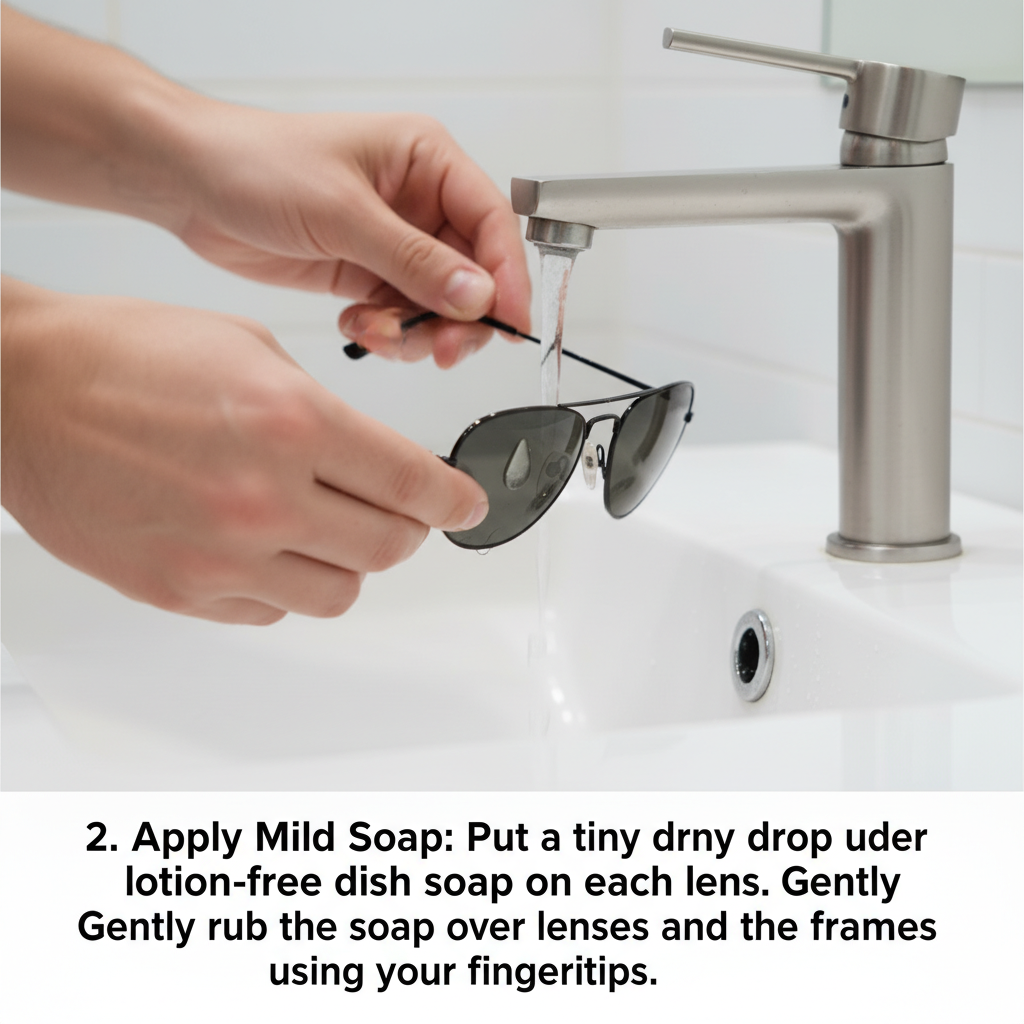 2. Apply Mild Soap: Put a tiny drny drop uder
lotion-free dish soap on each lens. Gently
Gently rub the soap over lenses and the frames
using your fingeritips.